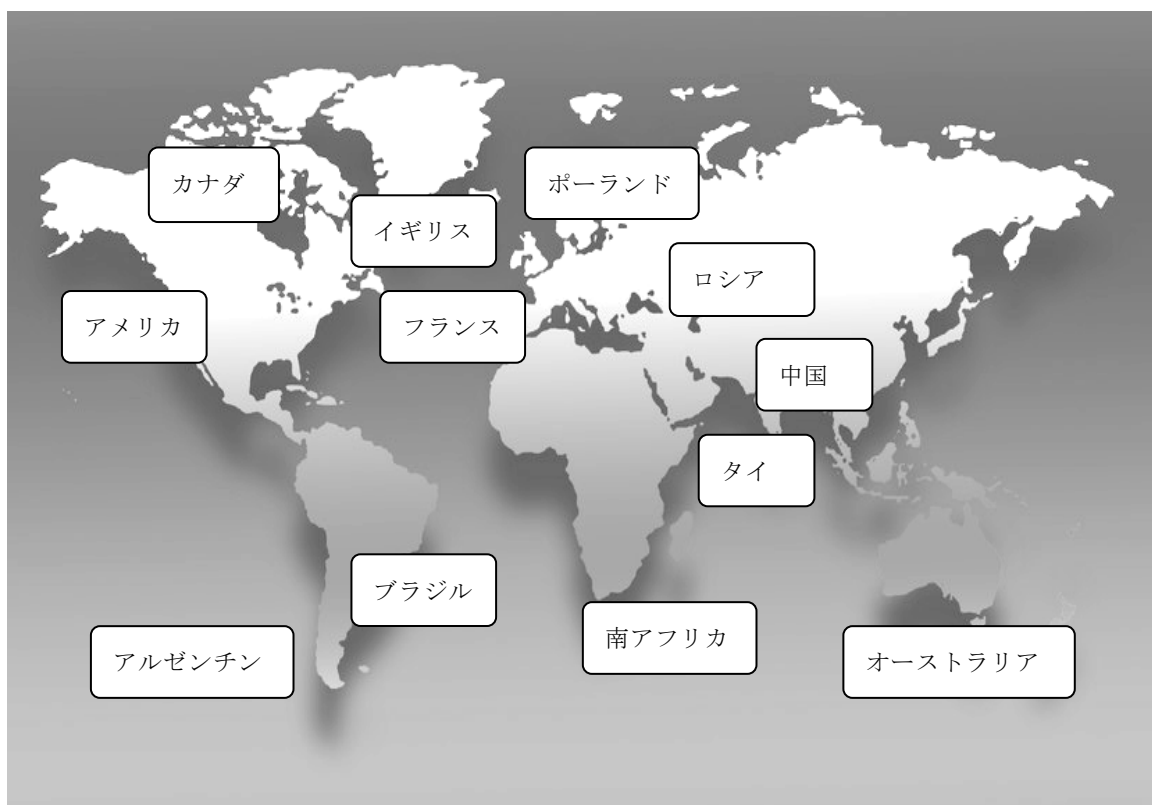 カナダ
ポーランド
イギリス
ロシア
アメリカ
フランス
中国
タイ
ブラジル
南アフリカ
アルゼンチン
オーストラリア